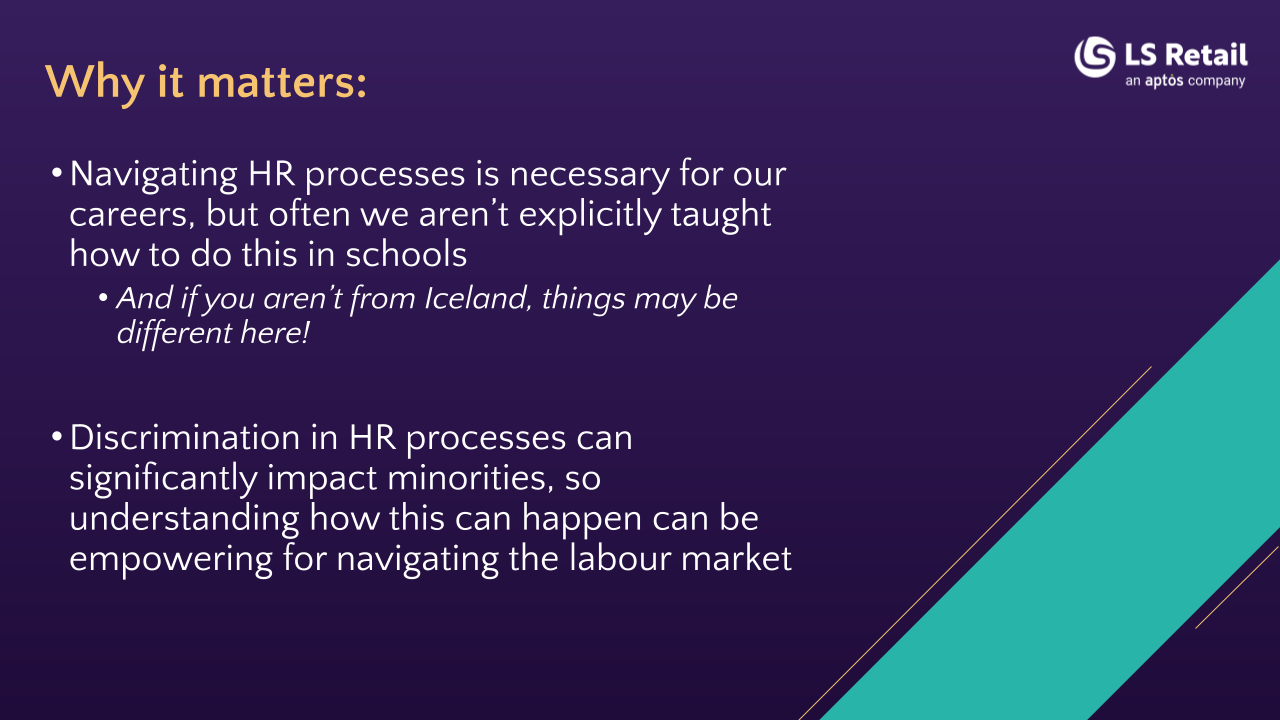 Why it matters:
LS Retail
an aptos company
• Navigating HR processes is necessary for our
careers, but often we aren’t explicitly taught
how to do this in schools
• And if you aren’t from Iceland, things may be
different here!
• Discrimination in HR processes can
significantly impact minorities, so
understanding how this can happen can be
empowering for navigating the labour market